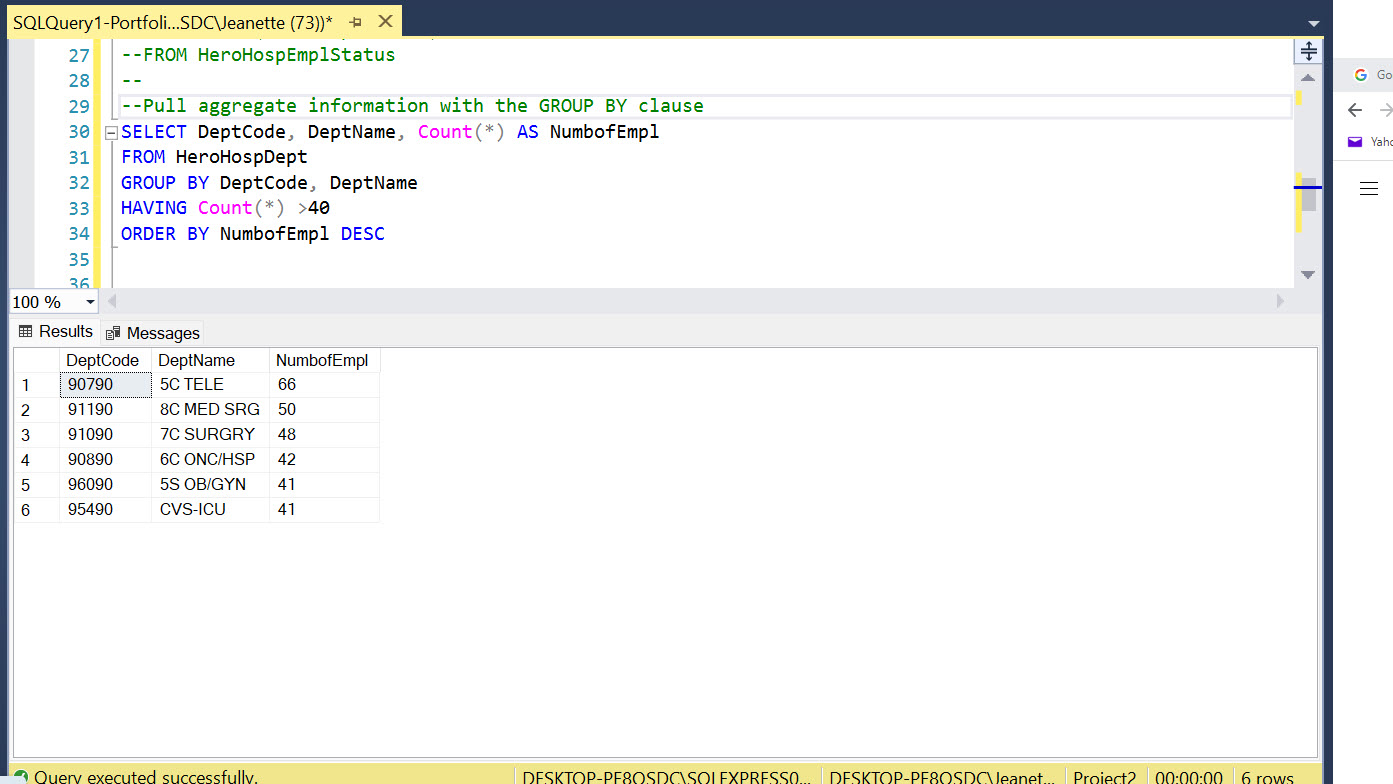 SQLQuery1-Portfoli...SDC\Jeanette (73))*
27 --FROM HeroHospEmplStatus
28 --
29 --Pull aggregate information with the GROUP BY clause
30 SELECT DeptCode, DeptName, Count(*) AS NumbofEmpl
31 FROM HeroHospDept
32 GROUP BY DeptCode, DeptName
33 HAVING Count(*) >40
34 ORDER BY NumbofEmpl DESC
35
36
100 %
Results Messages
DeptCode DeptName NumbofEmpl
1 90790 5C TELE 66
2 91190 8C MED SRG 50
3 91090 7C SURGRY 48
4 90890 6C ONC/HSP 42
5 96090 5S OB/GYN 41
6 95490 CVS-ICU 41
Query executed successfully. DESKTOP-PF8QSDC\SQLEXPRESS0... DESKTOP-PF8QSDC\Jeanet... Project2 00:00:00 6 rows
Go
Yaho